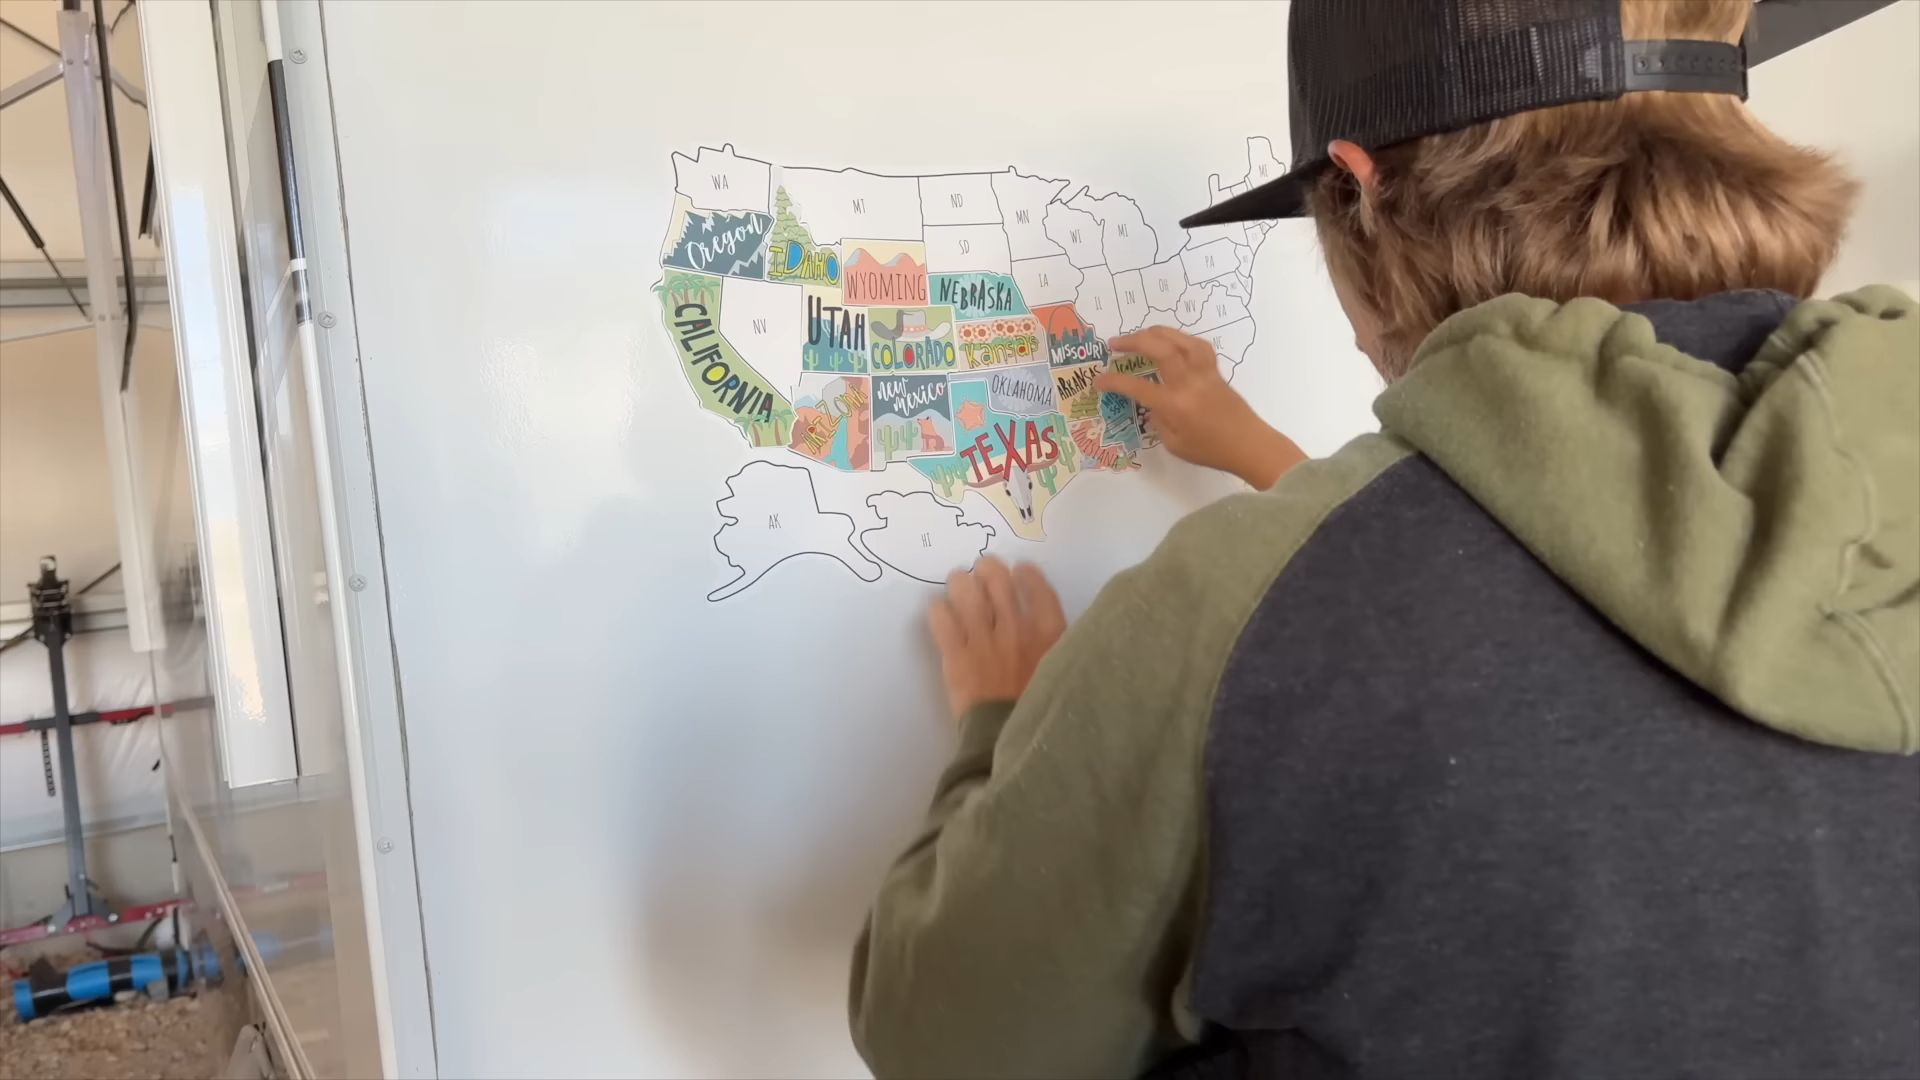 WA
MT
ND
MN
ME
Oregon
IDAHO
SD
WI
MI
WYOMING
NEBRASKA
IA
PA
CALIFORNIA
NV
UTAH
COLORADO
Kansas
MISSOURI
IL
IN
OH
WV
VA
NC
ARIZONA
new
mexico
OKLAHOMA
ARKANSAS
TEXAS
LOUISIANA
AK
HI